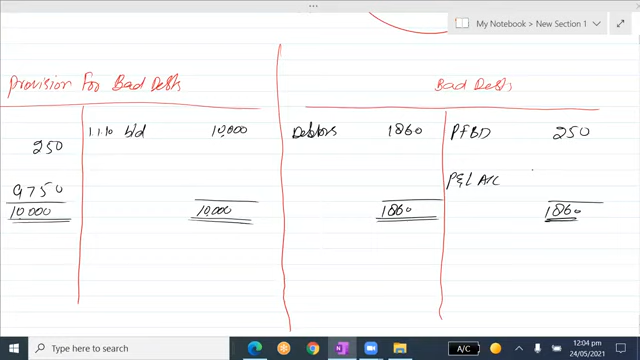 My Notebook > New Section 1
Provision For Bad Debts
Bad Debts
250
1.1.10 b/d 10,000
Debtors 1860
PfBD 250
9750
P&L A/C
10,000
10,000
1860
1860
Type here to search
A/C
12:04 pm
24/05/2021